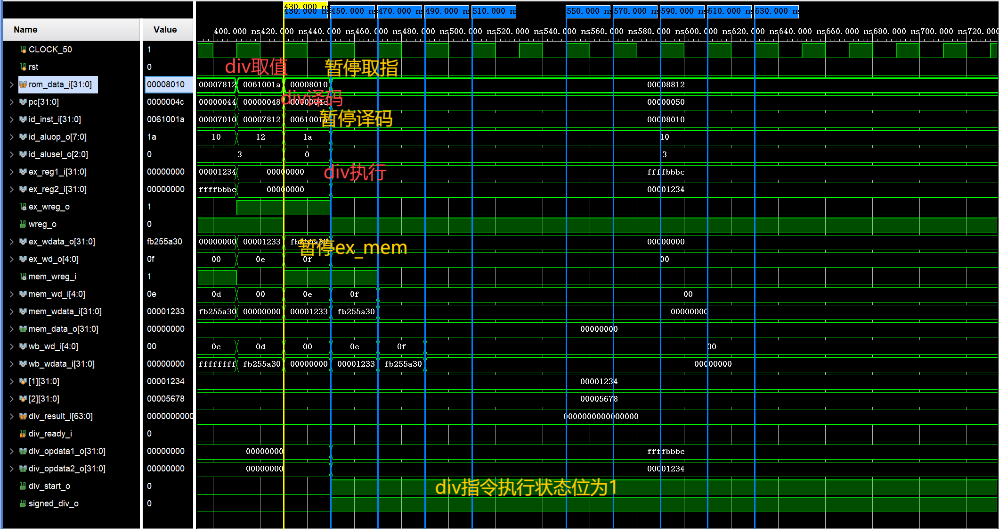 430.000 ns
430.000 ns 450.000 ns 470.000 ns 490.000 ns 510.000 ns 550.000 ns 570.000 ns 590.000 ns 610.000 ns 630.000 ns
Name Value
400.000 ns 420.000 ns 440.000 ns 460.000 ns 480.000 ns 500.000 ns 520.000 ns 540.000 ns 560.000 ns 580.000 ns 600.000 ns 620.000 ns 640.000 ns 660.000 ns 680.000 ns 700.000 ns 720.000
CLOCK_50 1
rst 0
div取值 暂停取指
rom_data_i[31:0] 00008010 00007812 0061001a 00008010 00008812
pc[31:0] 0000004c 00000044 00000048 00000050
div译码
id_inst_i[31:0] 0061001a 00007010 00007812 00008010
暂停译码
id_aluop_o[7:0] 1a 10 12 1a 10
id_alusel_o[2:0] 0 3 0 3
ex_reg1_i[31:0] 00000000 00001234 00000000 ffffbbbc
div执行
ex_reg2_i[31:0] 00000000 ffffbbbc 00000000 00001234
ex_wreg_o 1
wreg_o 0
ex_wdata_o[31:0] fb255a30 00000000 00001233 00000000
暂停ex_mem
ex_wd_o[4:0] 0f 00 0e 0f 00
mem_wreg_i 1
mem_wd_i[4:0] 0e 0d 00 0e 0f 00
mem_wdata_i[31:0] 00001233 fb255a30 00000000 00001233 fb255a30 00000000
mem_data_o[31:0] 00000000 00000000
wb_wd_i[4:0] 00 0c 0d 00 0e 0f 00
wb_wdata_i[31:0] 00000000 ffffffff fb255a30 00000000 00001233 fb255a30 00000000
[1][31:0] 00001234 00001234
[2][31:0] 00005678 00005678
div_result_i[63:0] 00000000000 0000000000000000
div_ready_i 0
div_opdata1_o[31:0] 00000000 00000000 ffffbbbc
div_opdata2_o[31:0] 00000000 00000000 00001234
div_start_o 0
div指令执行状态位为1
signed_div_o 0